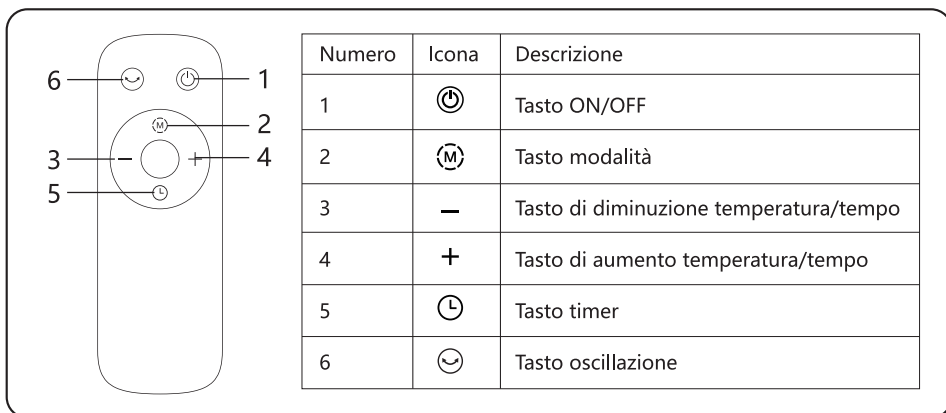 6
1
M
2
3
4
5
Numero Icona Descrizione
1 Tasto ON/OFF
2 M Tasto modalità
3 − Tasto di diminuzione temperatura/tempo
4 + Tasto di aumento temperatura/tempo
5 Tasto timer
6 Tasto oscillazione